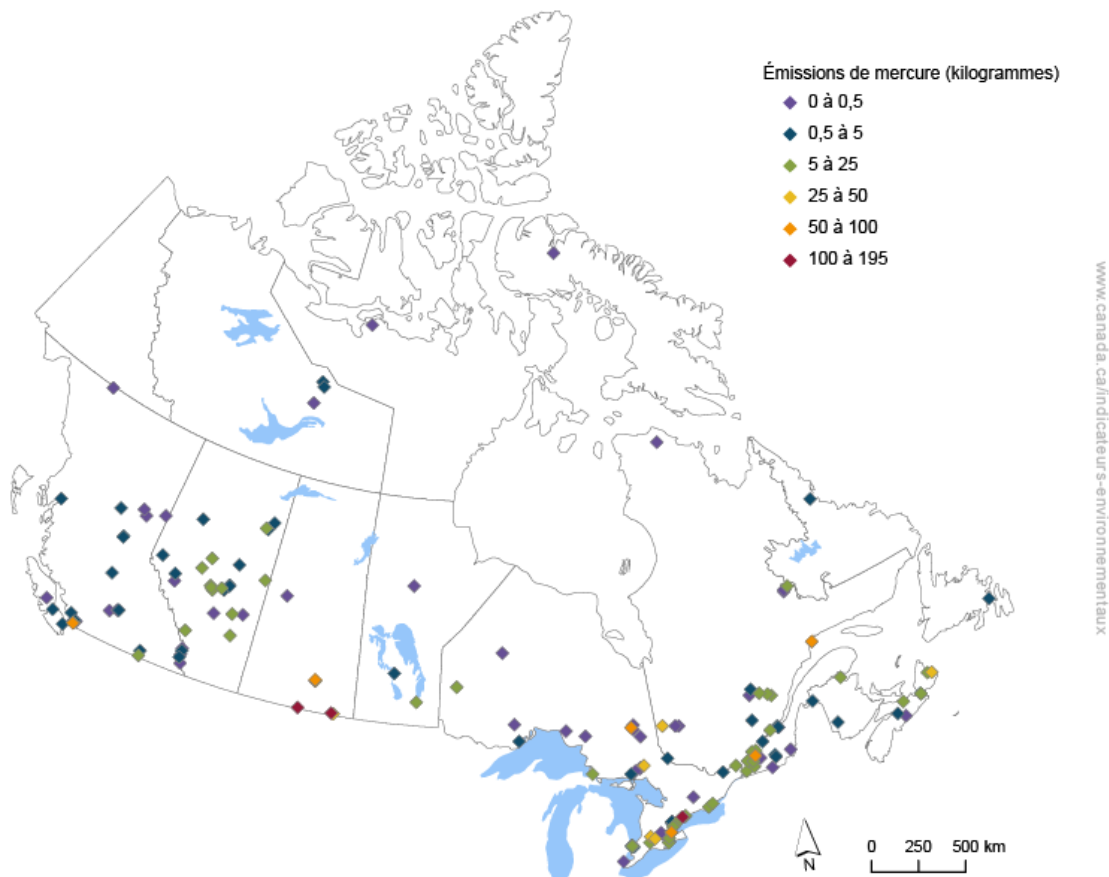 Émissions de mercure (kilogrammes)
0 à 0,5
0,5 à 5
5 à 25
25 à 50
50 à 100
100 à 195
www.canada.ca/indicateurs-environnementaux
N
0 250 500 km